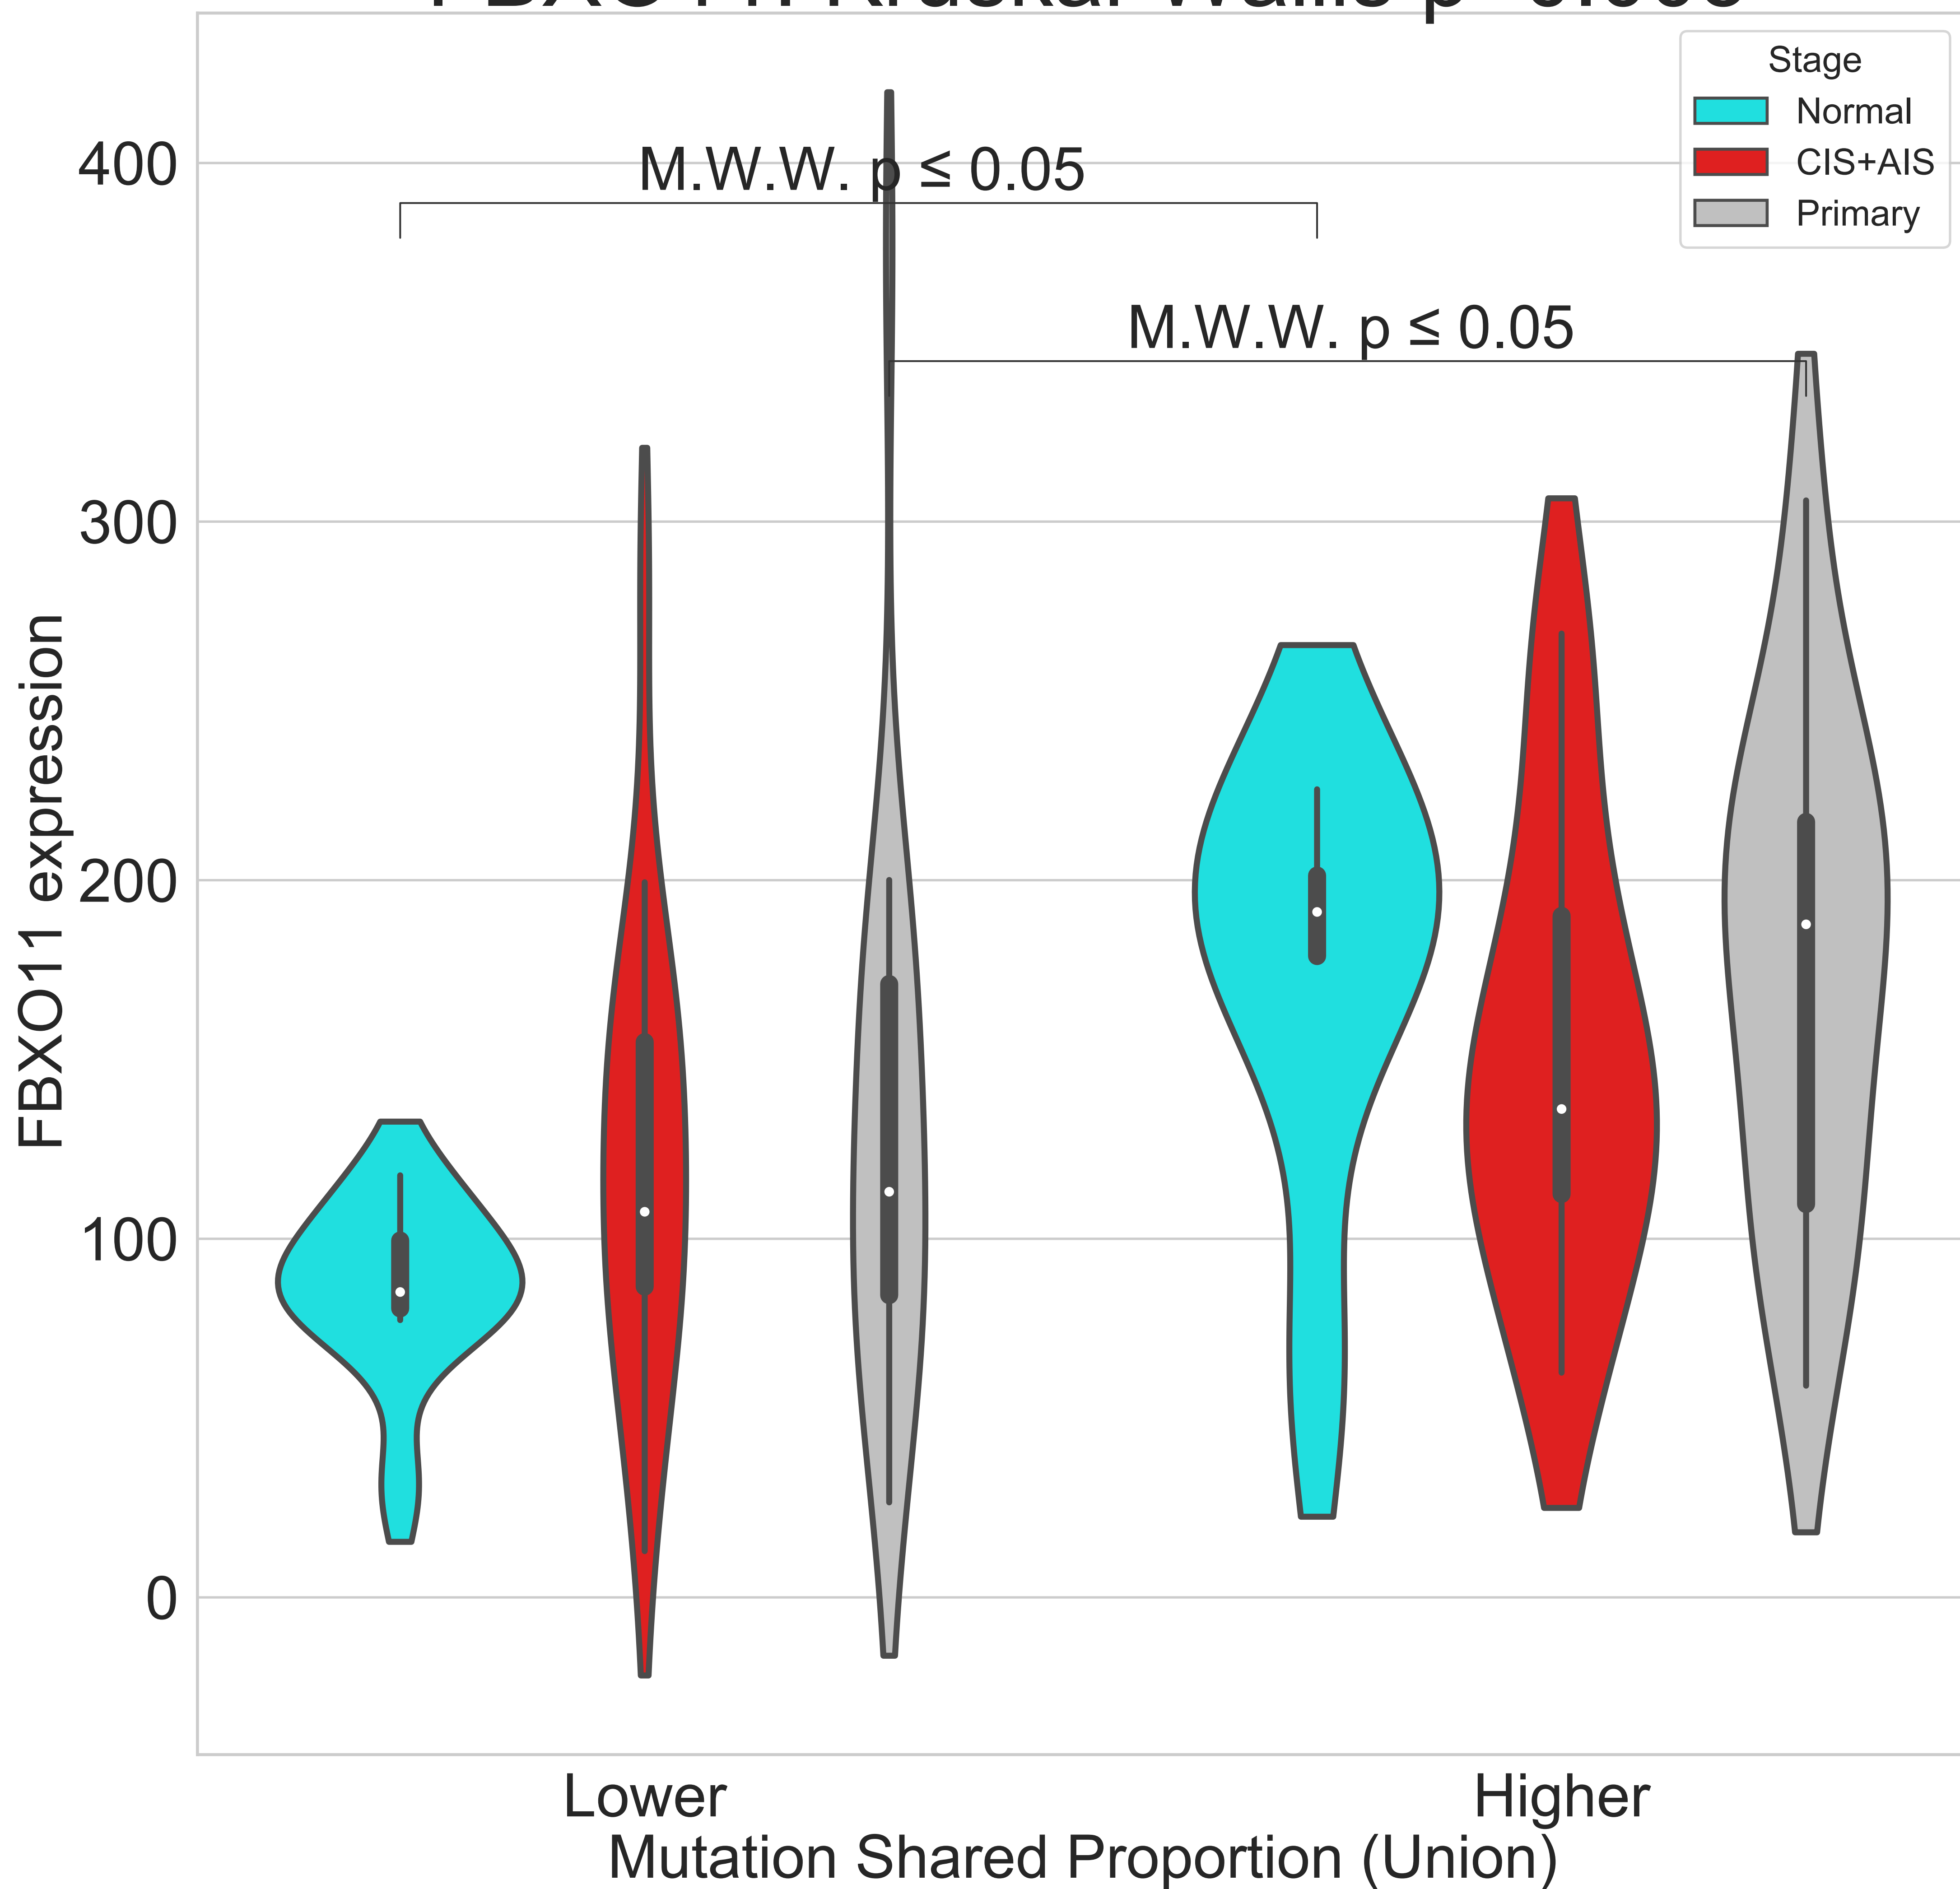 Stage
Normal
CIS+AIS
Primary
M.W.W. p ≤ 0.05
M.W.W. p ≤ 0.05
400
300
200
100
0
FBXO11 expression
Lower
Higher
Mutation Shared Proportion (Union)